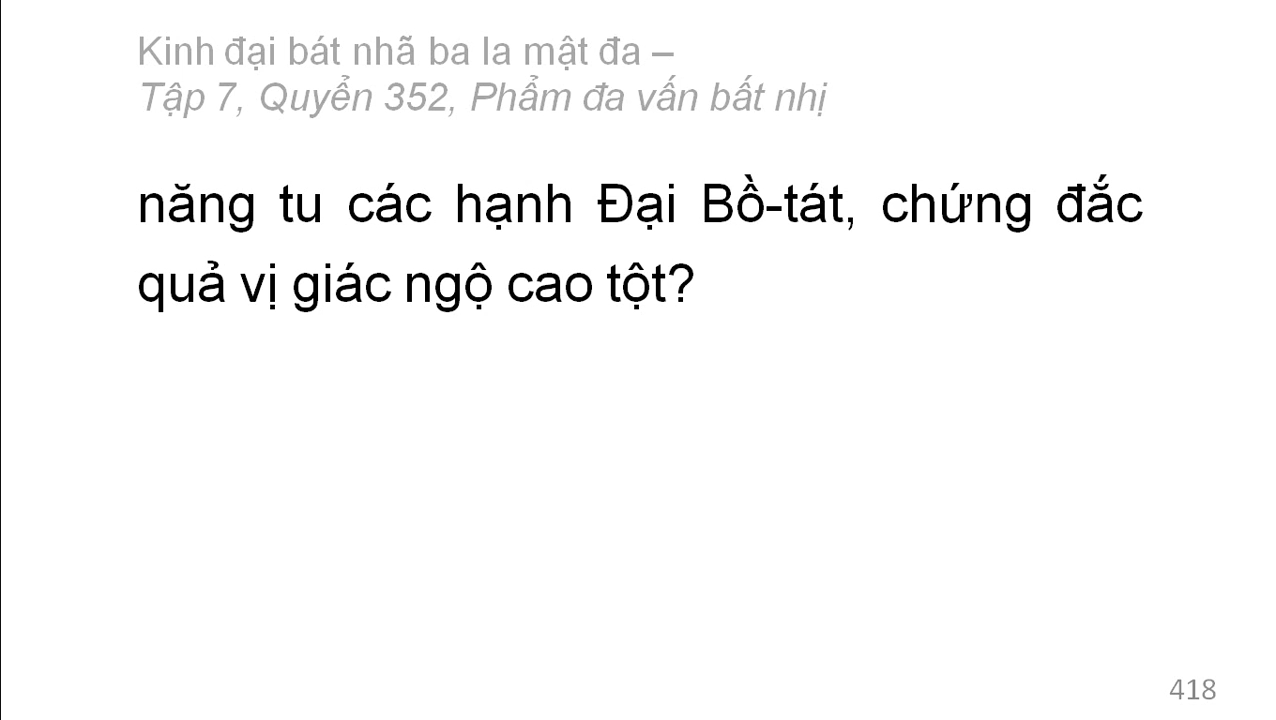 Kinh đại bát nhã ba la mật đa –
Tập 7, Quyển 352, Phẩm đa vấn bất nhị
năng tu các hạnh Đại Bồ-tát, chứng đắc
quả vị giác ngộ cao tột?
418